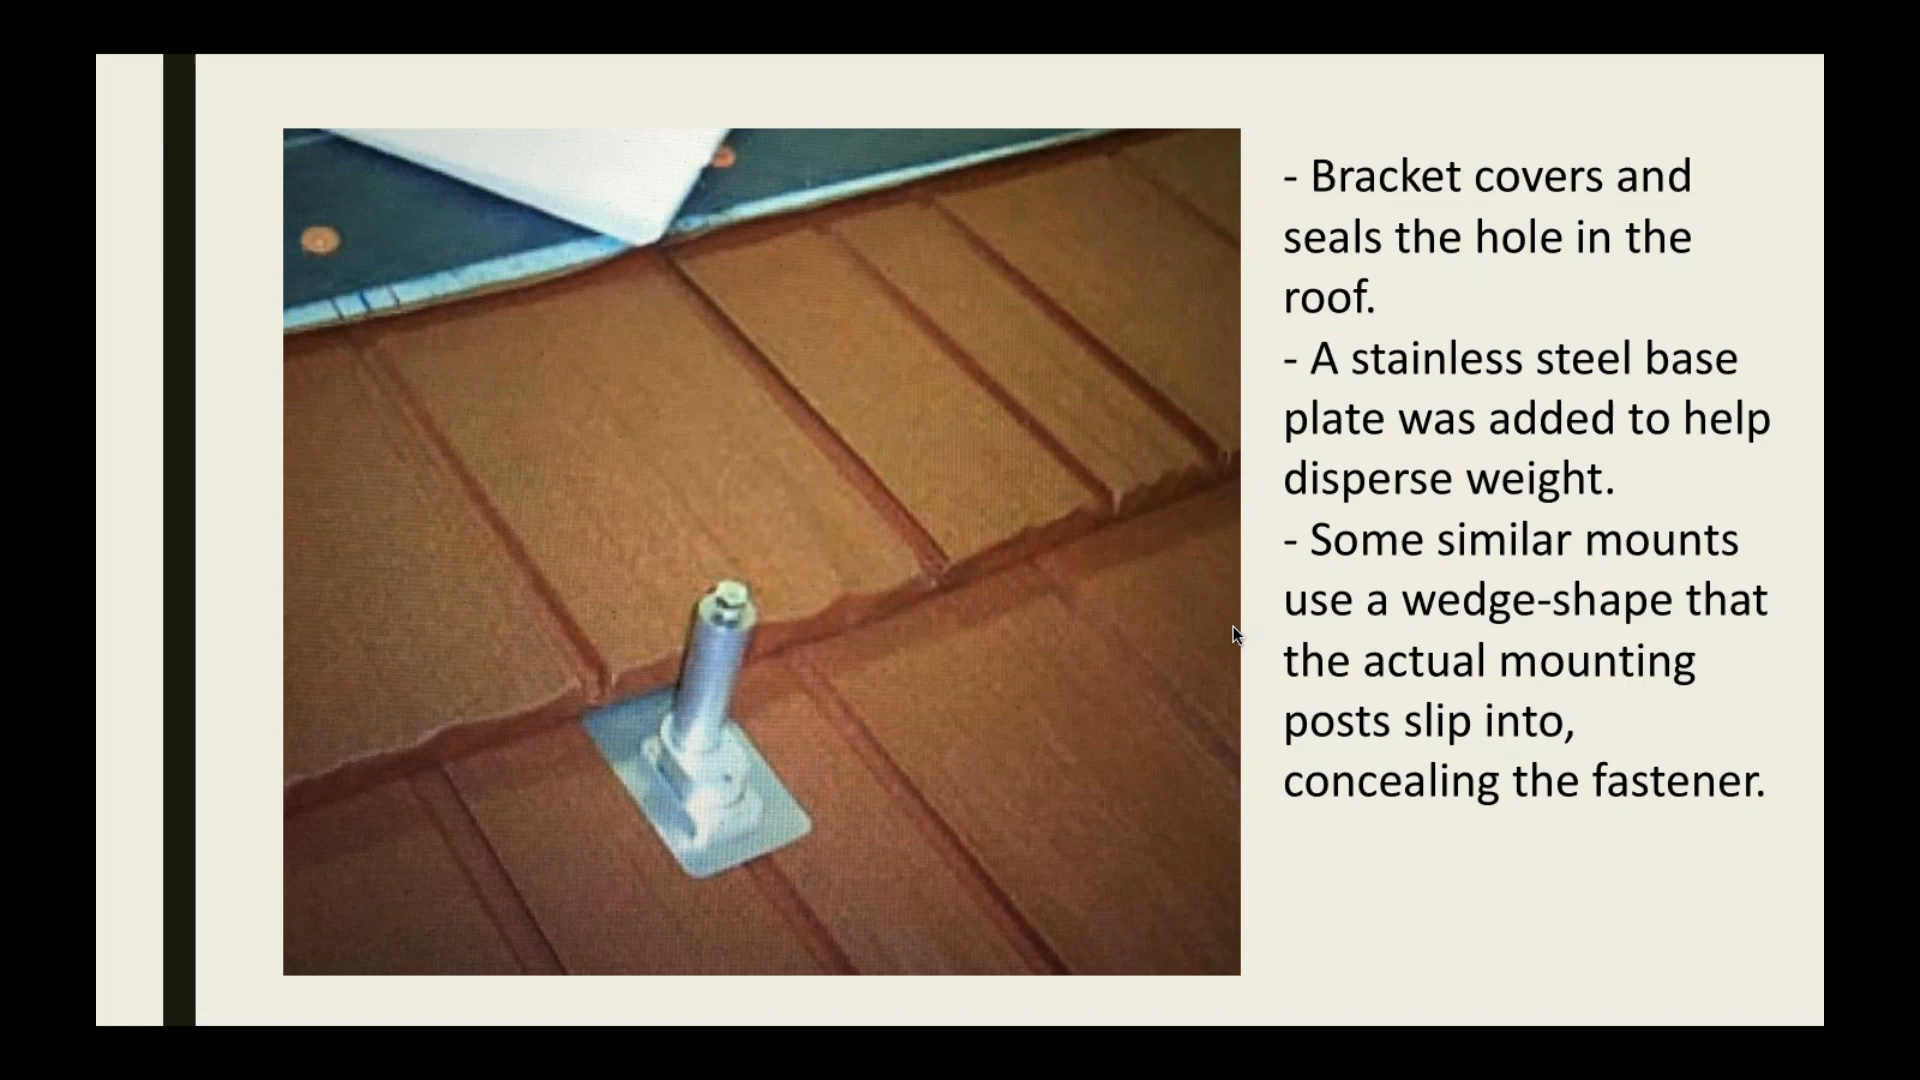 - Bracket covers and
seals the hole in the
roof.
- A stainless steel base
plate was added to help
disperse weight.
- Some similar mounts
use a wedge-shape that
the actual mounting
posts slip into,
concealing the fastener.